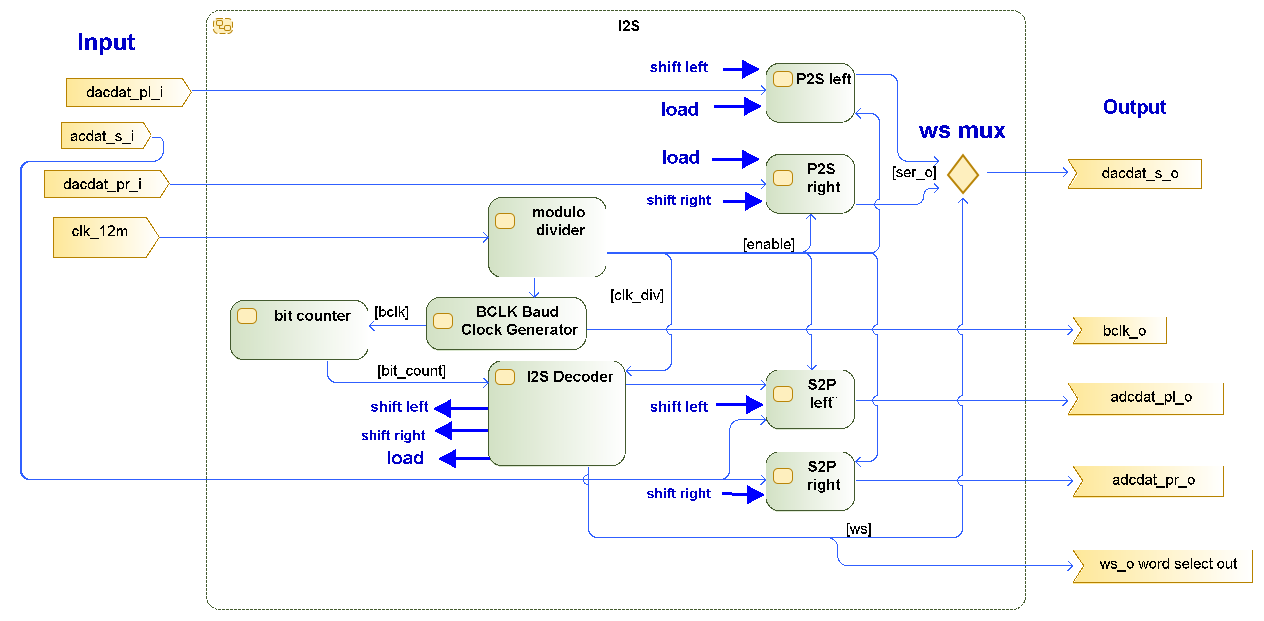 I2S
Input
shift left
P2S left
dacdat_pl_i
load
Output
acdat_s_i
ws mux
load
P2S
right
[ser_o]
dacdat_s_o
dacdat_pr_i
shift right
modulo
divider
clk_12m
[enable]
[clk_div]
bit counter
[bclk]
BCLK Baud
Clock Generator
bclk_o
[bit_count]
I2S Decoder
S2P
left
adcdat_pl_o
shift left
shift left
shift right
load
S2P
right
adcdat_pr_o
shift right
[ws]
ws_o word select out